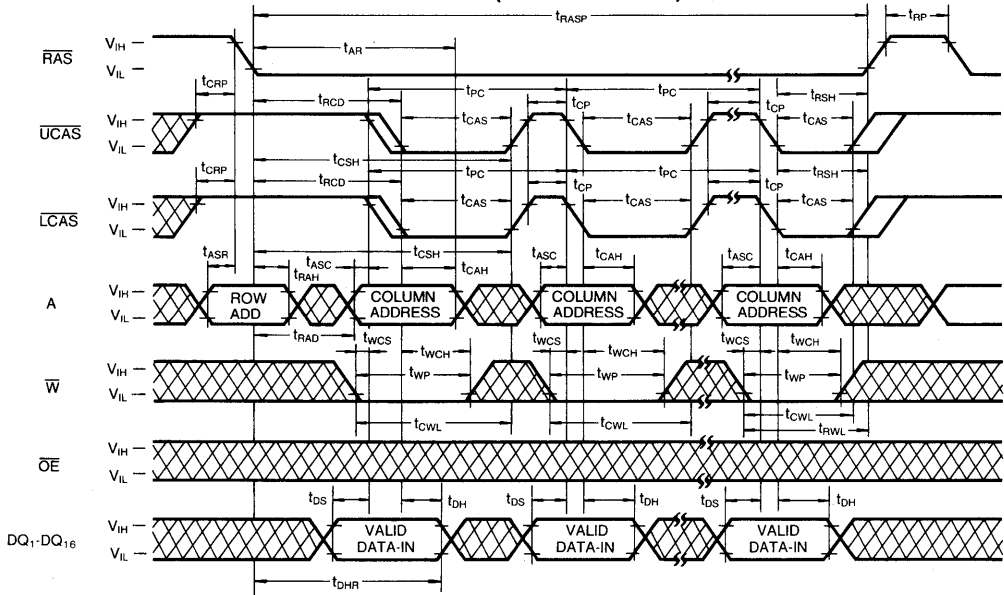 tRASP
tRP
tAR
RAS
VIH
VIL
tCRP
tRCD
tPC
tCP
tPC
tCP
tRSH
UCAS
VIH
VIL
tCAS
tCAS
tCAS
tCSH
tCRP
tRCD
tPC
tCP
tPC
tCP
tRSH
LCAS
VIH
VIL
tCAS
tCAS
tCAS
tCSH
tASR
tRAH
tASC
tCAH
tASC
tCAH
tASC
tCAH
A
VIH
VIL
ROW
ADD
COLUMN
ADDRESS
COLUMN
ADDRESS
COLUMN
ADDRESS
tRAD
tWCS
tWCH
tWCS
tWCH
tWCS
tWCH
W
VIH
VIL
tWP
tWP
tWP
tCWL
tCWL
tCWL
tRWL
OE
VIH
VIL
tDS
tDH
tDS
tDH
tDS
tDH
DQ1-DQ16
VIH
VIL
VALID
DATA-IN
VALID
DATA-IN
VALID
DATA-IN
tDHR